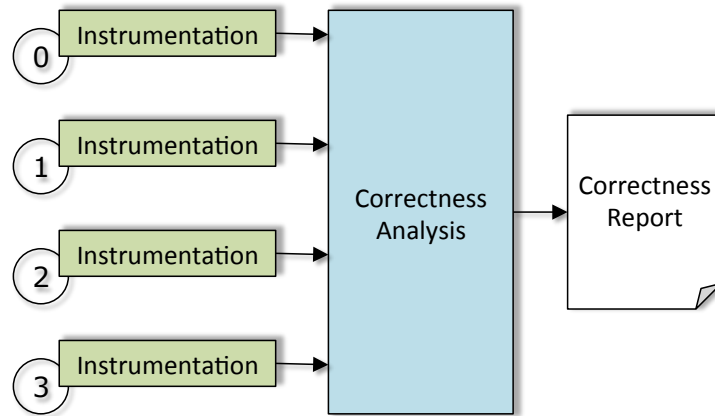 Instrumentation
0
Instrumentation
1
Instrumentation
2
Instrumentation
3
Correctness
Analysis
Correctness
Report